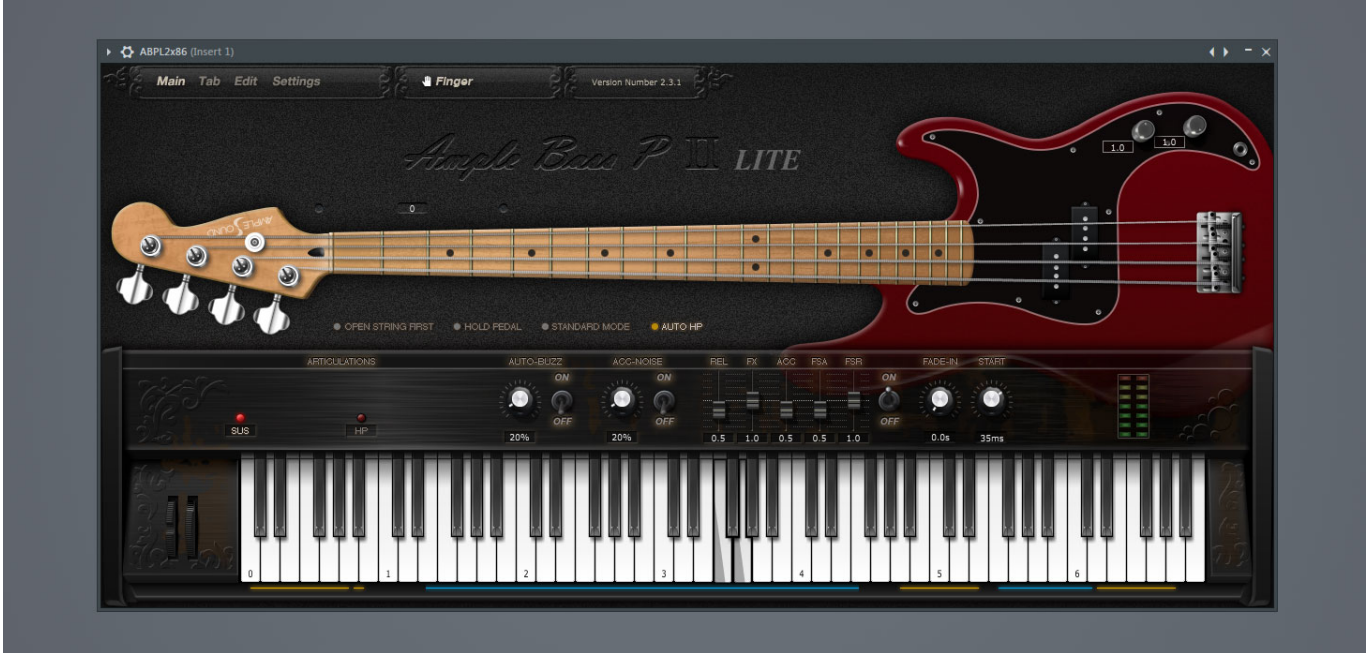 ABPL2x86 (Insert 1)
Main Tab Edit Settings
Finger
Version Number 2.3.1
Ample Bass P II LITE
1.0
1.0
0
AMPLE SOUND
OPEN STRING FIRST HOLD PEDAL STANDARD MODE AUTO HP
ARTICULATIONS AUTO-BUZZ ACC-NOISE REL FX ACC FSA FSR FADE-IN START
ON ON ON
OFF OFF OFF
SUS HP
20% 20% 0.5 1.0 0.5 0.5 1.0 0.0s 35ms
0 1 2 3 4 5 6